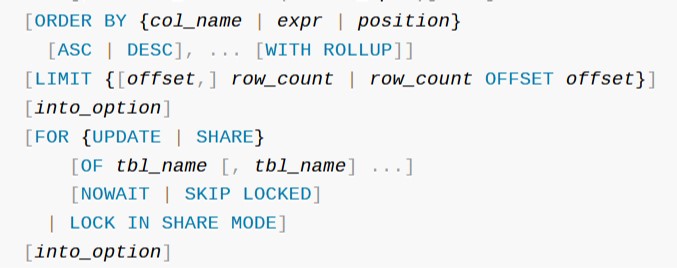 [ORDER BY {col_name | expr | position}
[ASC | DESC], ... [WITH ROLLUP]]
[LIMIT {[offset,] row_count | row_count OFFSET offset}]
[into_option]
[FOR {UPDATE | SHARE}
[OF tbl_name [, tbl_name] ...]
[NOWAIT | SKIP LOCKED]
| LOCK IN SHARE MODE]
[into_option]